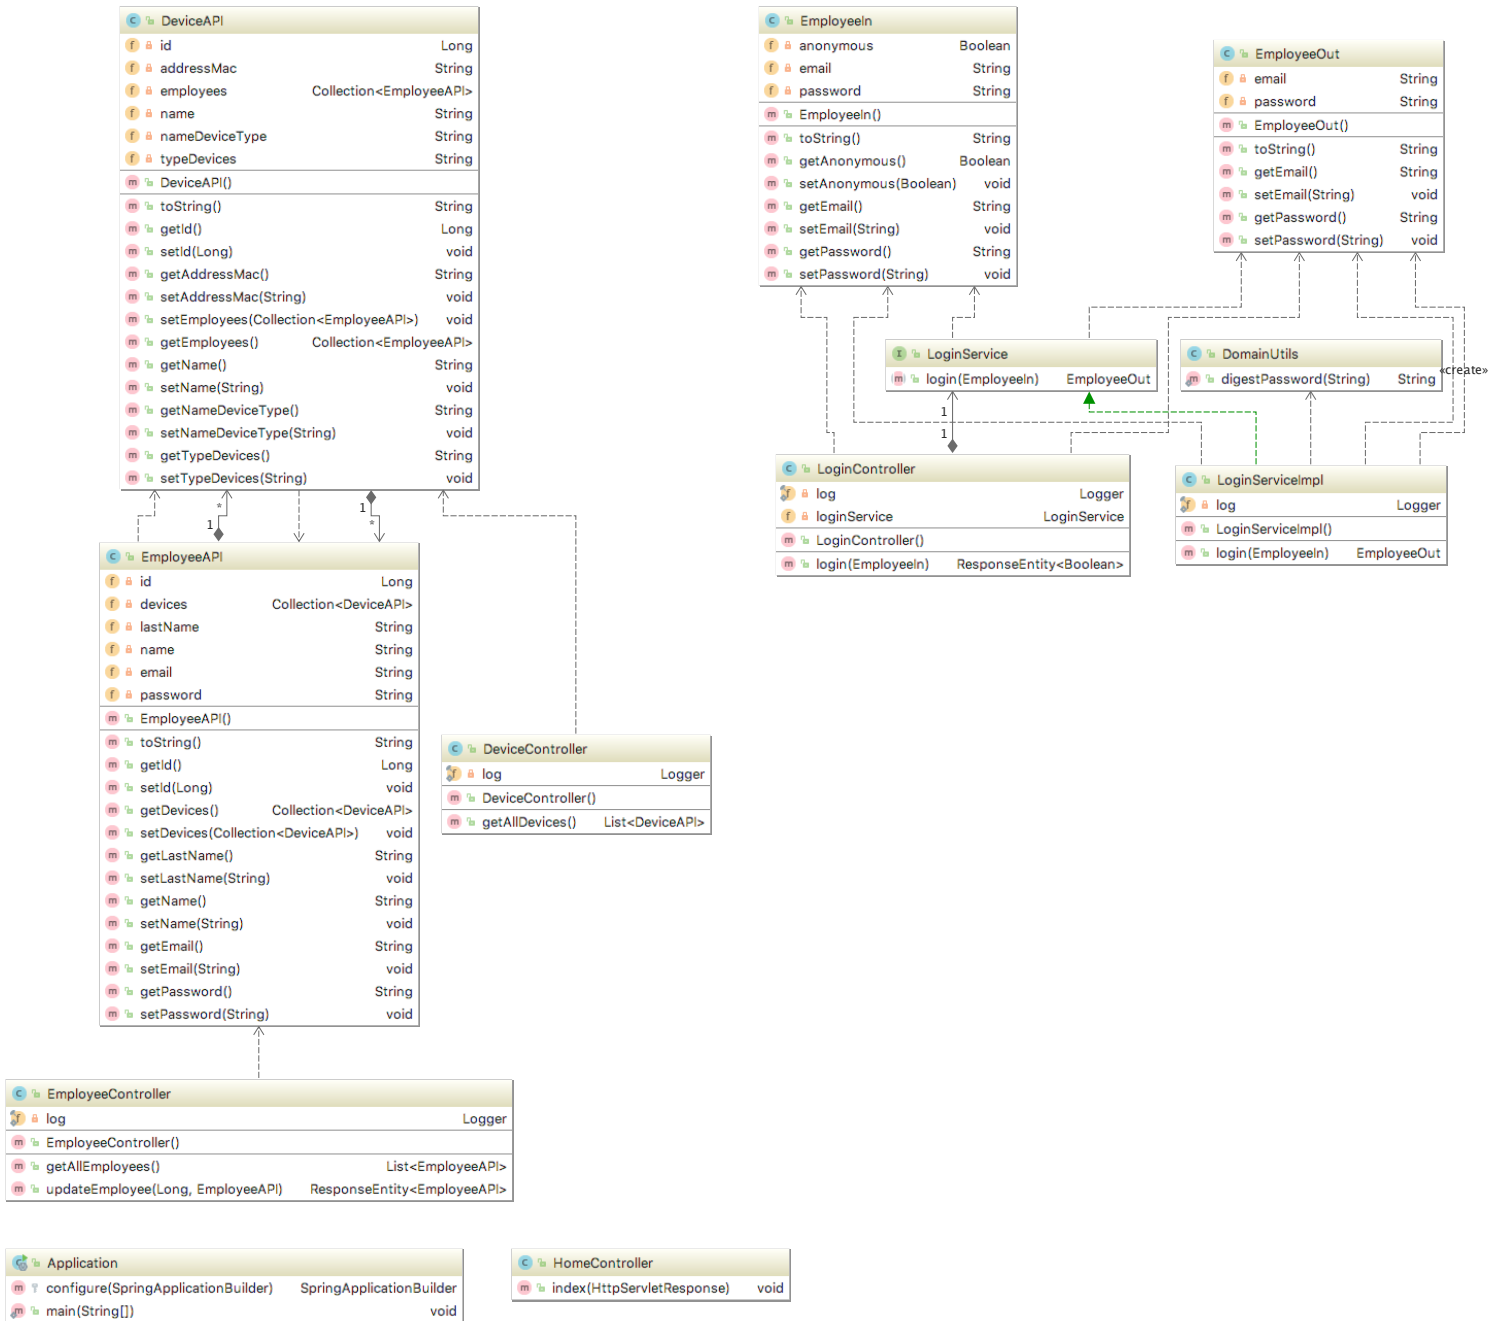 DeviceAPI
id Long
addressMac String
employees Collection<EmployeeAPI>
name String
nameDeviceType String
typeDevices String
DeviceAPI()
toString() String
getId() Long
setId(Long) void
getAddressMac() String
setAddressMac(String) void
setEmployees(Collection<EmployeeAPI>) void
getEmployees() Collection<EmployeeAPI>
getName() String
setName(String) void
getNameDeviceType() String
setNameDeviceType(String) void
getTypeDevices() String
setTypeDevices(String) void
1
*
1
*
EmployeeAPI
id Long
devices Collection<DeviceAPI>
lastName String
name String
email String
password String
EmployeeAPI()
toString() String
getId() Long
setId(Long) void
getDevices() Collection<DeviceAPI>
setDevices(Collection<DeviceAPI>) void
getLastName() String
setLastName(String) void
getName() String
setName(String) void
getEmail() String
setEmail(String) void
getPassword() String
setPassword(String) void
DeviceController
log Logger
DeviceController()
getAllDevices() List<DeviceAPI>
EmployeeController
log Logger
EmployeeController()
getAllEmployees() List<EmployeeAPI>
updateEmployee(Long, EmployeeAPI) ResponseEntity<EmployeeAPI>
Application
configure(SpringApplicationBuilder) SpringApplicationBuilder
main(String[]) void
HomeController
index(HttpServletResponse) void
EmployeeIn
anonymous Boolean
email String
password String
EmployeeIn()
toString() String
getAnonymous() Boolean
setAnonymous(Boolean) void
getEmail() String
setEmail(String) void
getPassword() String
setPassword(String) void
EmployeeOut
email String
password String
EmployeeOut()
toString() String
getEmail() String
setEmail(String) void
getPassword() String
setPassword(String) void
LoginService
login(EmployeeIn) EmployeeOut
DomainUtils
digestPassword(String) String
«create»
1
1
LoginController
log Logger
loginService LoginService
LoginController()
login(EmployeeIn) ResponseEntity<Boolean>
LoginServiceImpl
log Logger
LoginServiceImpl()
login(EmployeeIn) EmployeeOut